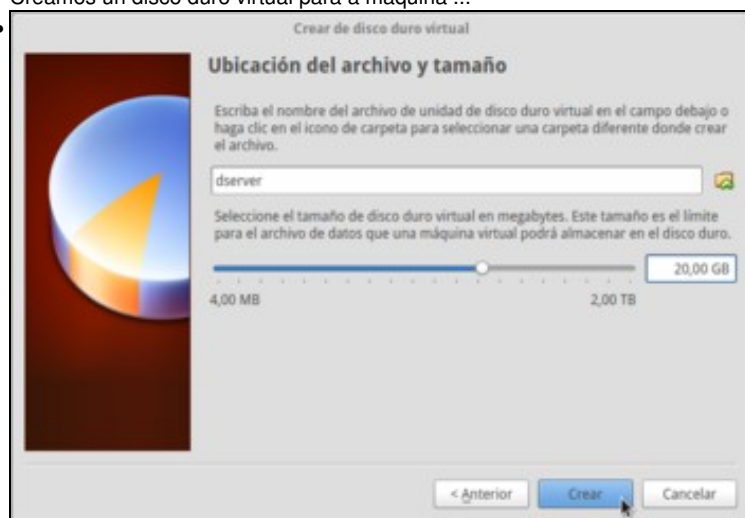 Creamos un disco duro virtual para a máquina ...
Crear de disco duro virtual
Ubicación del archivo y tamaño
Escriba el nombre del archivo de unidad de disco duro virtual en el campo debajo o
haga clic en el icono de carpeta para seleccionar una carpeta diferente donde crear
el archivo.
dserver
Seleccione el tamaño de disco duro virtual en megabytes. Este tamaño es el límite
para el archivo de datos que una máquina virtual podrá almacenar en el disco duro.
20,00 GB
4,00 MB 2,00 TB
< Anterior Crear Cancelar